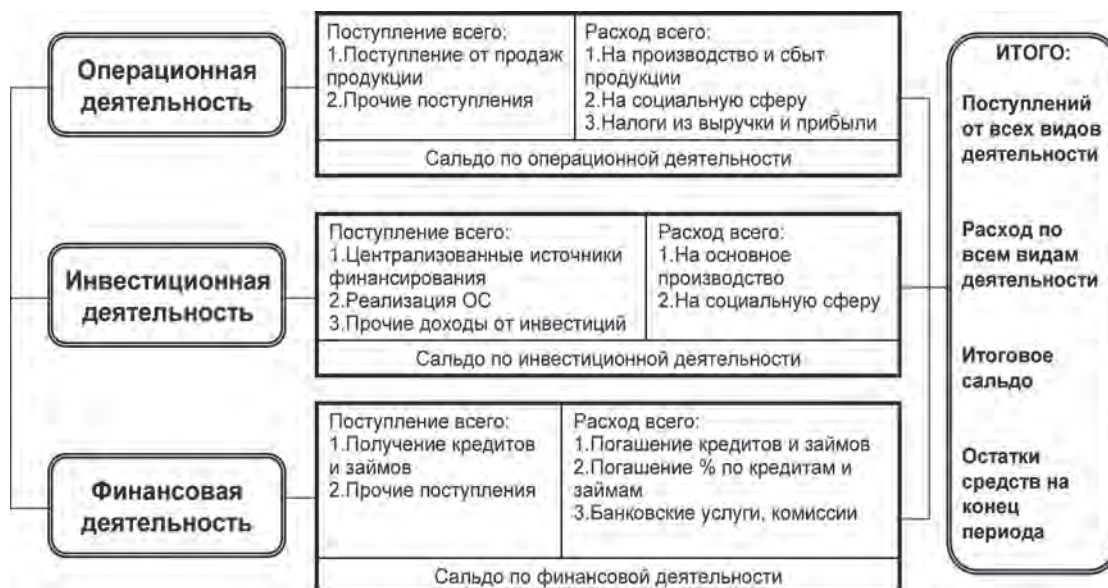 Операционная
деятельность
Поступление всего:
1.Поступление от продаж
продукции
2.Прочие поступления
Расход всего:
1.На производство и сбыт
продукции
2.На социальную сферу
3.Налоги из выручки и прибыли
Сальдо по операционной деятельности
Инвестиционная
деятельность
Поступление всего:
1.Централизованные источники
финансирования
2.Реализация ОС
3.Прочие доходы от инвестиций
Расход всего:
1.На основное
производство
2.На социальную сферу
Сальдо по инвестиционной деятельности
Финансовая
деятельность
Поступление всего:
1.Получение кредитов
и займов
2.Прочие поступления
Расход всего:
1.Погашение кредитов и займов
2.Погашение % по кредитам и
займам
3.Банковские услуги, комиссии
Сальдо по финансовой деятельности
ИТОГО:
Поступлений
от всех видов
деятельности
Расход по
всем видам
деятельности
Итоговое
сальдо
Остатки
средств на
конец
периода